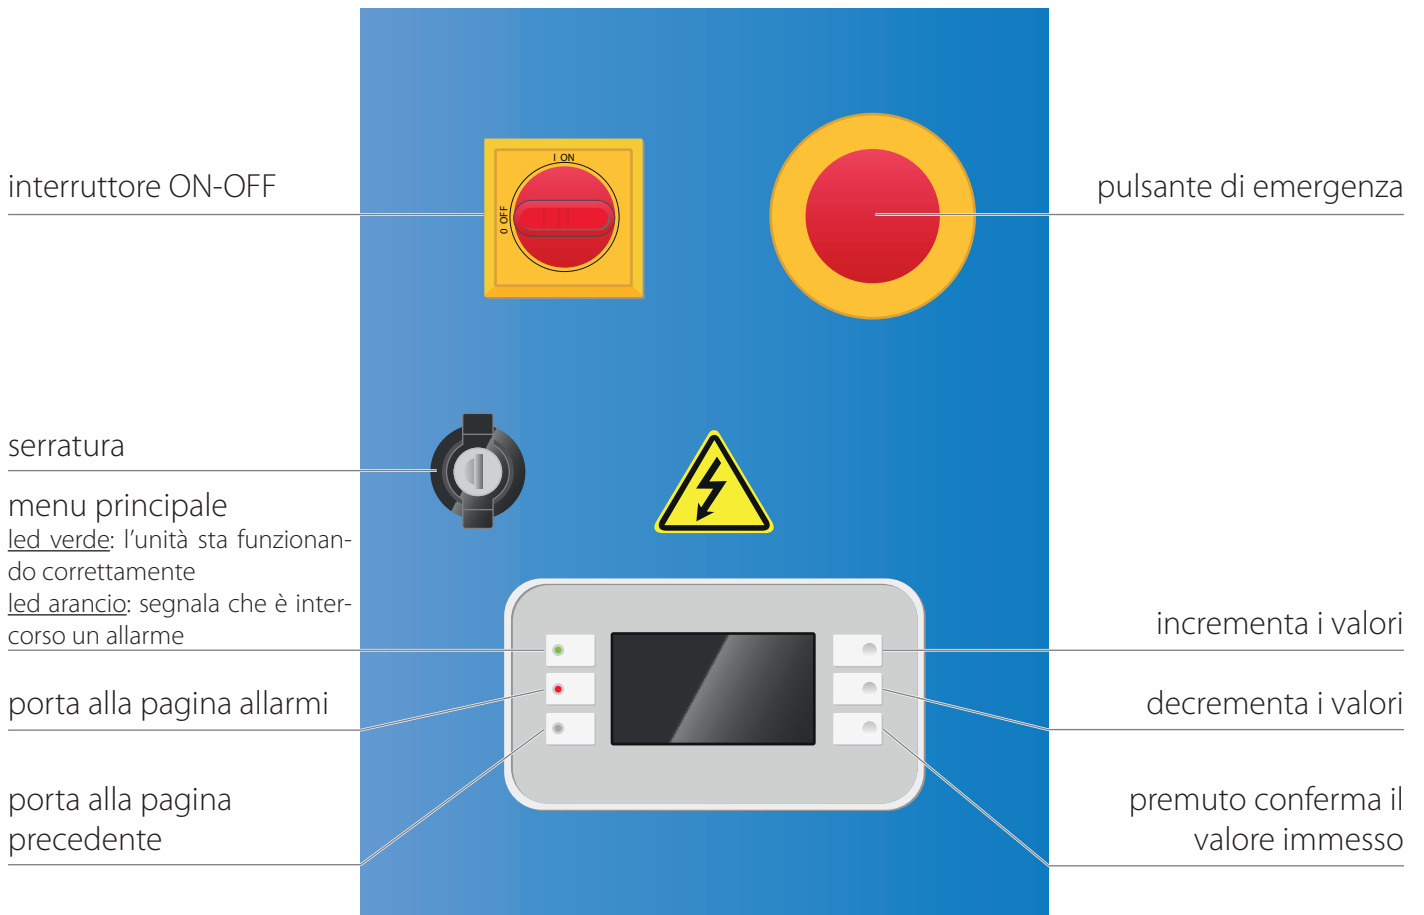 interruttore ON-OFF
I ON
0 OFF
pulsante di emergenza
serratura
menu principale
led verde: l'unità sta funzionan-
do correttamente
led arancio: segnala che è inter-
corso un allarme
porta alla pagina allarmi
porta alla pagina
precedente
incrementa i valori
decrementa i valori
premuto conferma il
valore immesso